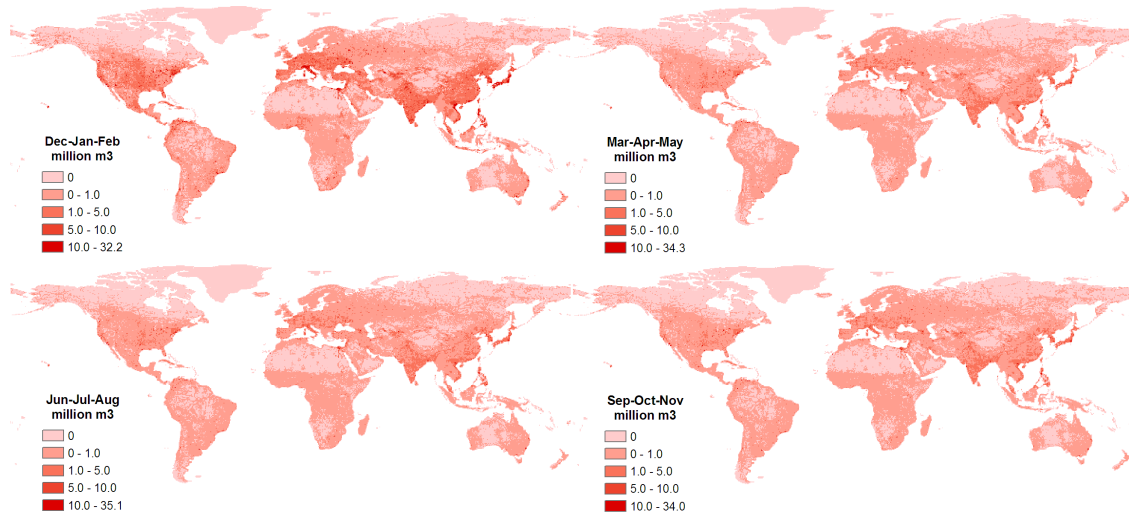 Dec-Jan-Feb
million m3
0
0 - 1.0
1.0 - 5.0
5.0 - 10.0
10.0 - 32.2
Mar-Apr-May
million m3
0
0 - 1.0
1.0 - 5.0
5.0 - 10.0
10.0 - 34.3
Jun-Jul-Aug
million m3
0
0 - 1.0
1.0 - 5.0
5.0 - 10.0
10.0 - 35.1
Sep-Oct-Nov
million m3
0
0 - 1.0
1.0 - 5.0
5.0 - 10.0
10.0 - 34.0